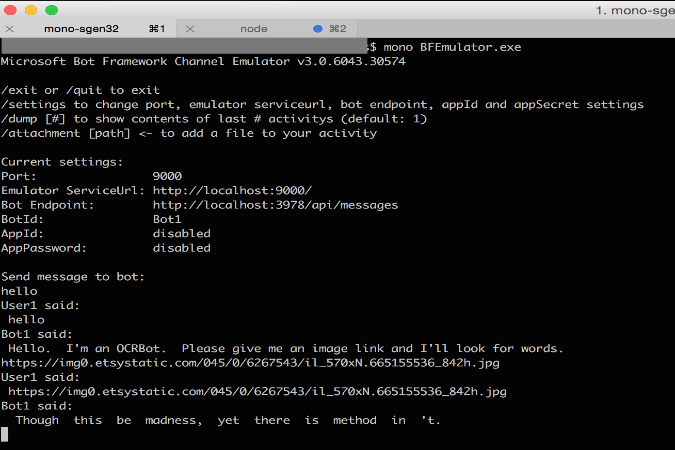 1. mono-sge
mono-sgen32 ⌘1 node ⌘2
$ mono BFEmulator.exe
Microsoft Bot Framework Channel Emulator v3.0.6043.30574
/exit or /quit to exit
/settings to change port, emulator serviceurl, bot endpoint, appId and appSecret settings
/dump [#] to show contents of last # activitys (default: 1)
/attachment [path] <- to add a file to your activity
Current settings:
Port: 9000
Emulator ServiceUrl: http://localhost:9000/
Bot Endpoint: http://localhost:3978/api/messages
BotId: Bot1
AppId: disabled
AppPassword: disabled
Send message to bot:
hello
User1 said:
hello
Bot1 said:
Hello.  I'm an OCRBot.  Please give me an image link and I'll look for words.
https://img0.etsystatic.com/045/0/6267543/il_570xN.665155536_842h.jpg
User1 said:
https://img0.etsystatic.com/045/0/6267543/il_570xN.665155536_842h.jpg
Bot1 said:
Though  this  be  madness,  yet  there  is  method  in  't.